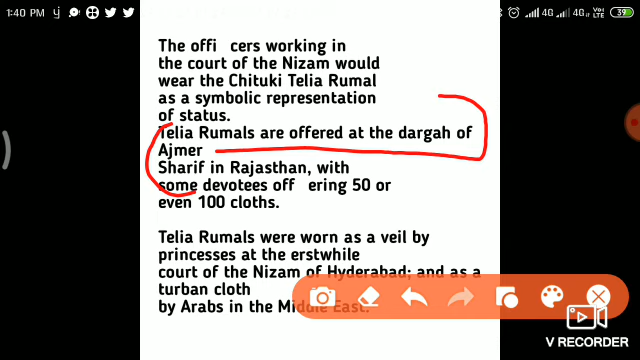 1:40 PM
4G
4G
Vo LTE
39
The offi cers working in
the court of the Nizam would
wear the Chituki Telia Rumal
as a symbolic representation
of status.
Telia Rumals are offered at the dargah of
Ajmer
Sharif in Rajasthan, with
some devotees off ering 50 or
even 100 cloths.
Telia Rumals were worn as a veil by
princesses at the erstwhile
court of the Nizam of Hyderabad; and as a
turban cloth
by Arabs in the Middle East.
V RECORDER